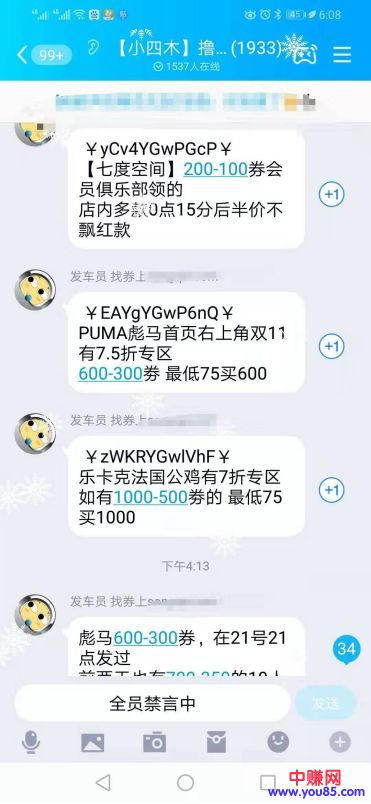 6:08
45
99+
【小四木】撸...(1933)
1537人在线
￥yCv4YGwPGcP￥
【七度空间】200-100券会
员俱乐部领的
店内多款0点15分后半价不
飘红款
+1
发车员 找券上
￥EAYgYGwP6nQ￥
PUMA彪马首页右上角双11
有7.5折专区
600-300券 最低75买600
+1
发车员 找券上
￥zWKRYGwlVhF￥
乐卡克法国公鸡有7折专区
如有1000-500券的 最低75
买1000
+1
下午4:13
发车员 找券上
彪马600-300券，在21号21
点发过
34
全员禁言中
发送
中赚网
www.you85.com